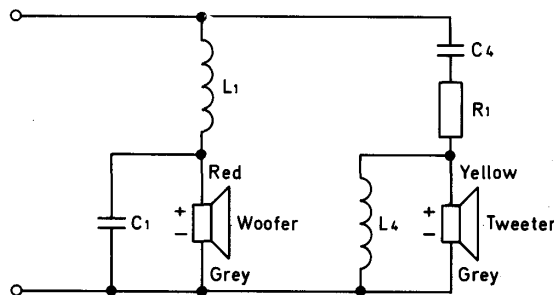 C4
L1
R1
Red
Yellow
C1
+
−
Woofer
L4
+
−
Tweeter
Grey
Grey